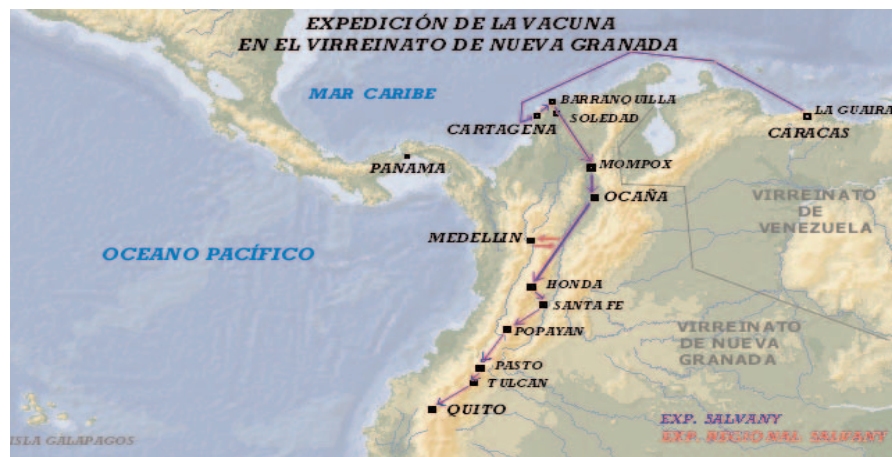 EXPEDICIÓN DE LA VACUNA
EN EL VIRREINATO DE NUEVA GRANADA
MAR CARIBE
BARRANQUILLA
LA GUAIRA
SOLEDAD
CARTAGENA
CARACAS
PANAMA
MOMPOX
OCAÑA
VIRREINATO
DE
VENEZUELA
MEDELLIN
OCEANO PACÍFICO
HONDA
SANTA FE
POPAYAN
VIRREINATO
DE NUEVA
GRANADA
PASTO
TULCAN
QUITO
EXP. SALVANY
ISLA GALAPAGOS
EXP.